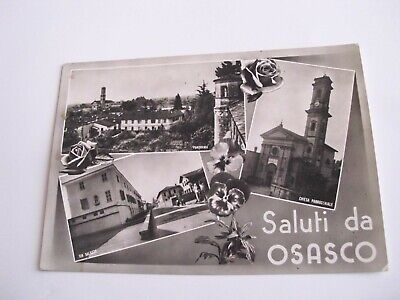 PANORAMA
CHIESA PARROCCHIALE
Saluti da
OSASCO